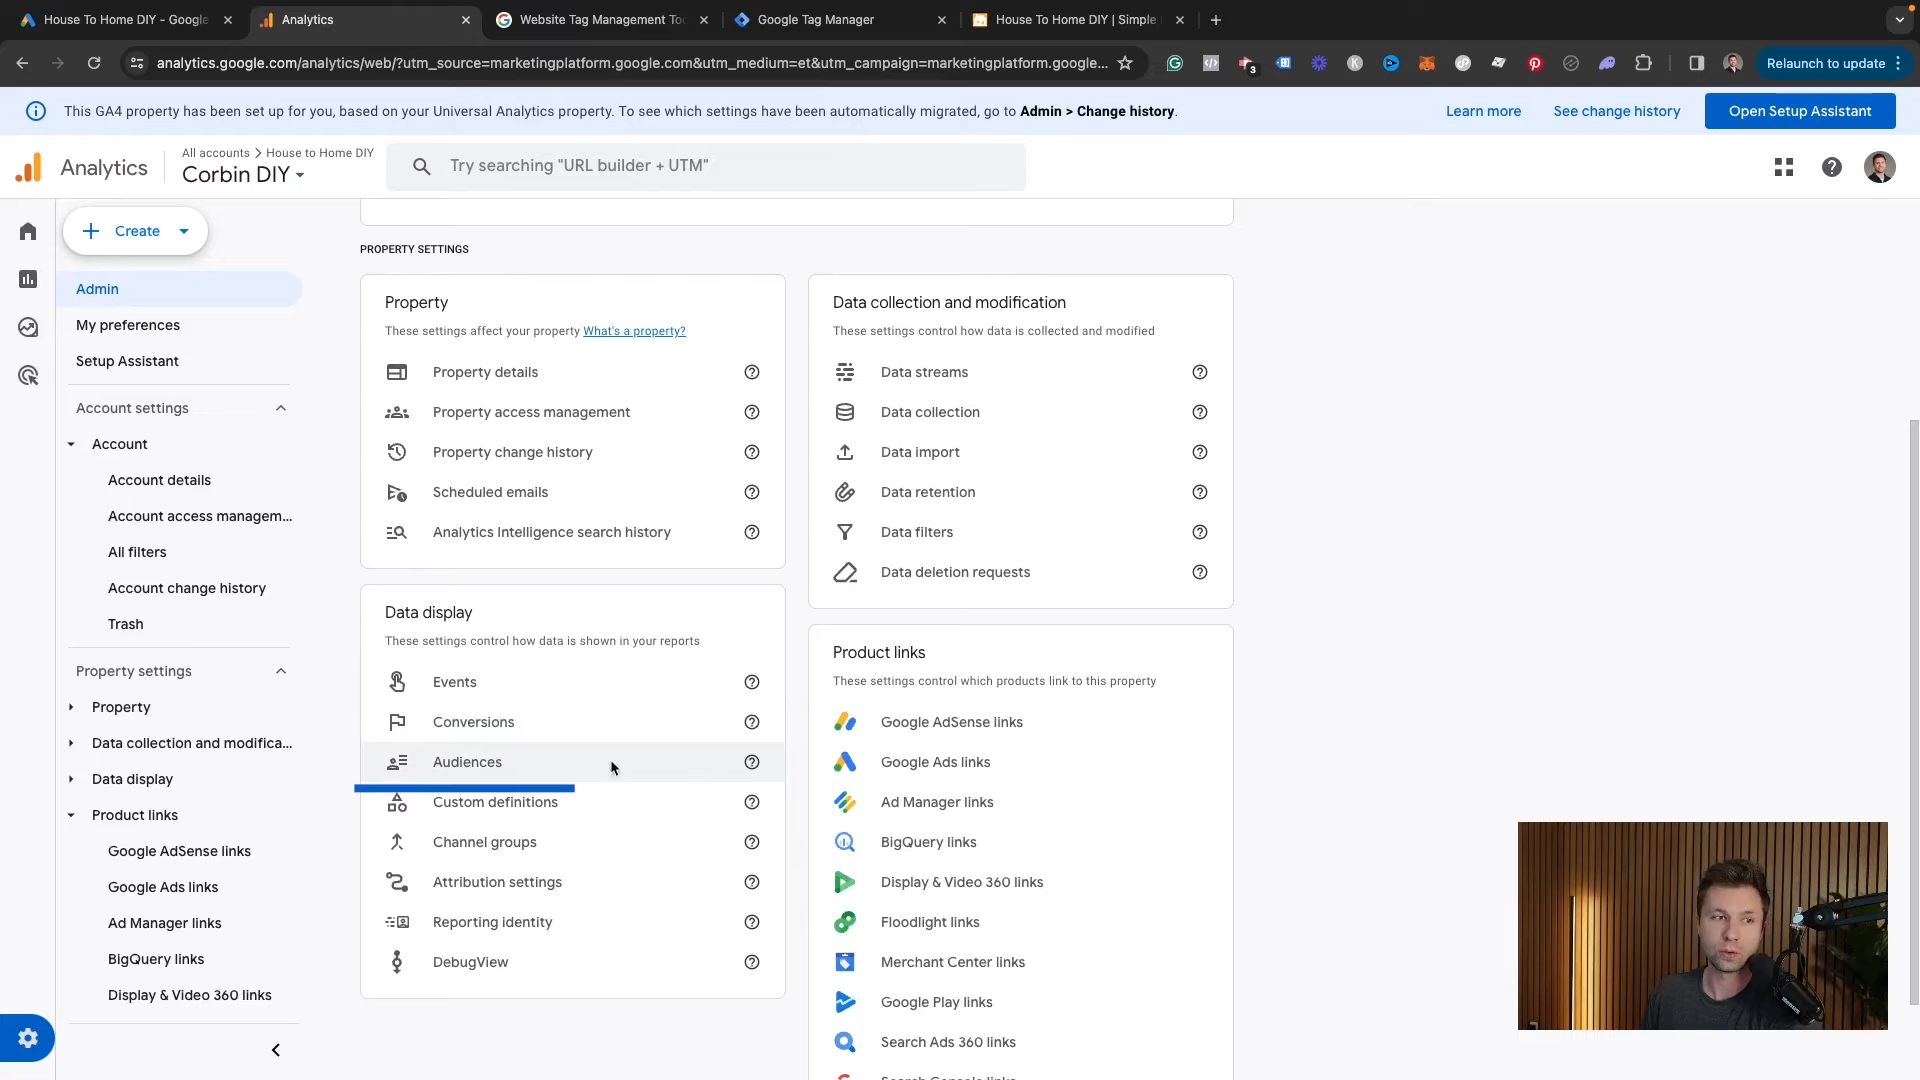 House To Home DIY - Google
Analytics
Website Tag Management Too
Google Tag Manager
House To Home DIY | Simple
analytics.google.com/analytics/web/?utm_source=marketingplatform.google.com&utm_medium=et&utm_campaign=marketingplatform.google...
3
Relaunch to update
This GA4 property has been set up for you, based on your Universal Analytics property. To see which settings have been automatically migrated, go to Admin > Change history.
Learn more
See change history
Open Setup Assistant
Analytics
All accounts > House to Home DIY
Corbin DIY
Try searching "URL builder + UTM"
Create
Admin
My preferences
Setup Assistant
Account settings
Account
Account details
Account access managem...
All filters
Account change history
Trash
Property settings
Property
Data collection and modifica...
Data display
Product links
Google AdSense links
Google Ads links
Ad Manager links
BigQuery links
Display & Video 360 links
PROPERTY SETTINGS
Property
These settings affect your property What's a property?
Property details
Property access management
Property change history
Scheduled emails
Analytics Intelligence search history
Data display
These settings control how data is shown in your reports
Events
Conversions
Audiences
Custom definitions
Channel groups
Attribution settings
Reporting identity
DebugView
Data collection and modification
These settings control how data is collected and modified
Data streams
Data collection
Data import
Data retention
Data filters
Data deletion requests
Product links
These settings control which products link to this property
Google AdSense links
Google Ads links
Ad Manager links
BigQuery links
Display & Video 360 links
Floodlight links
Merchant Center links
Google Play links
Search Ads 360 links